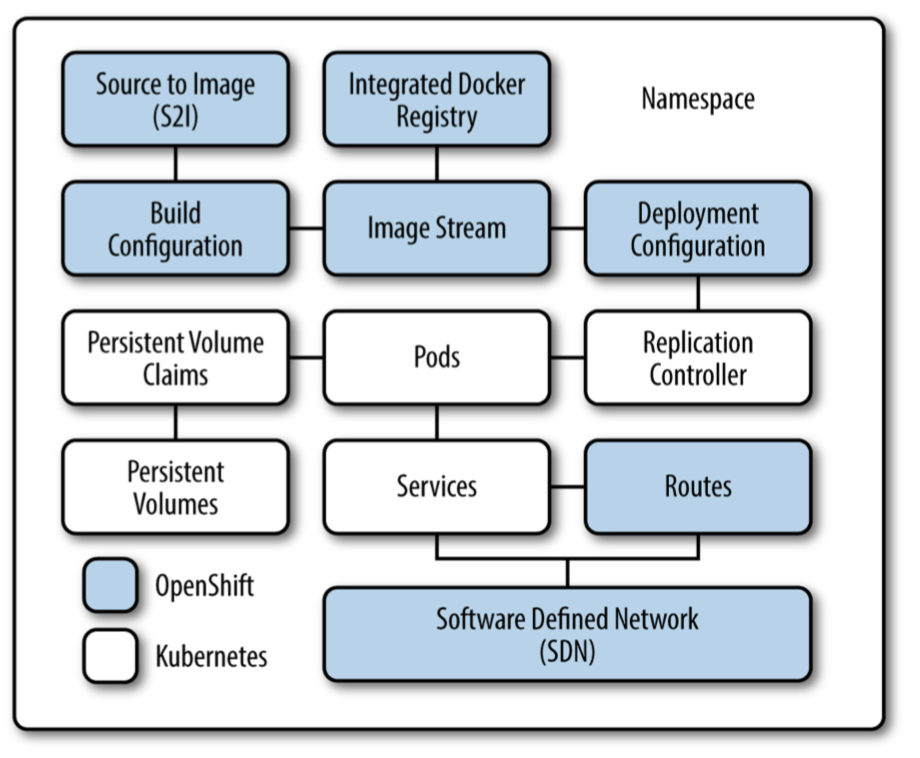 Source to Image
(S2I)
Integrated Docker
Registry
Namespace
Build
Configuration
Image Stream
Deployment
Configuration
Persistent Volume
Claims
Pods
Replication
Controller
Persistent
Volumes
Services
Routes
OpenShift
Kubernetes
Software Defined Network
(SDN)